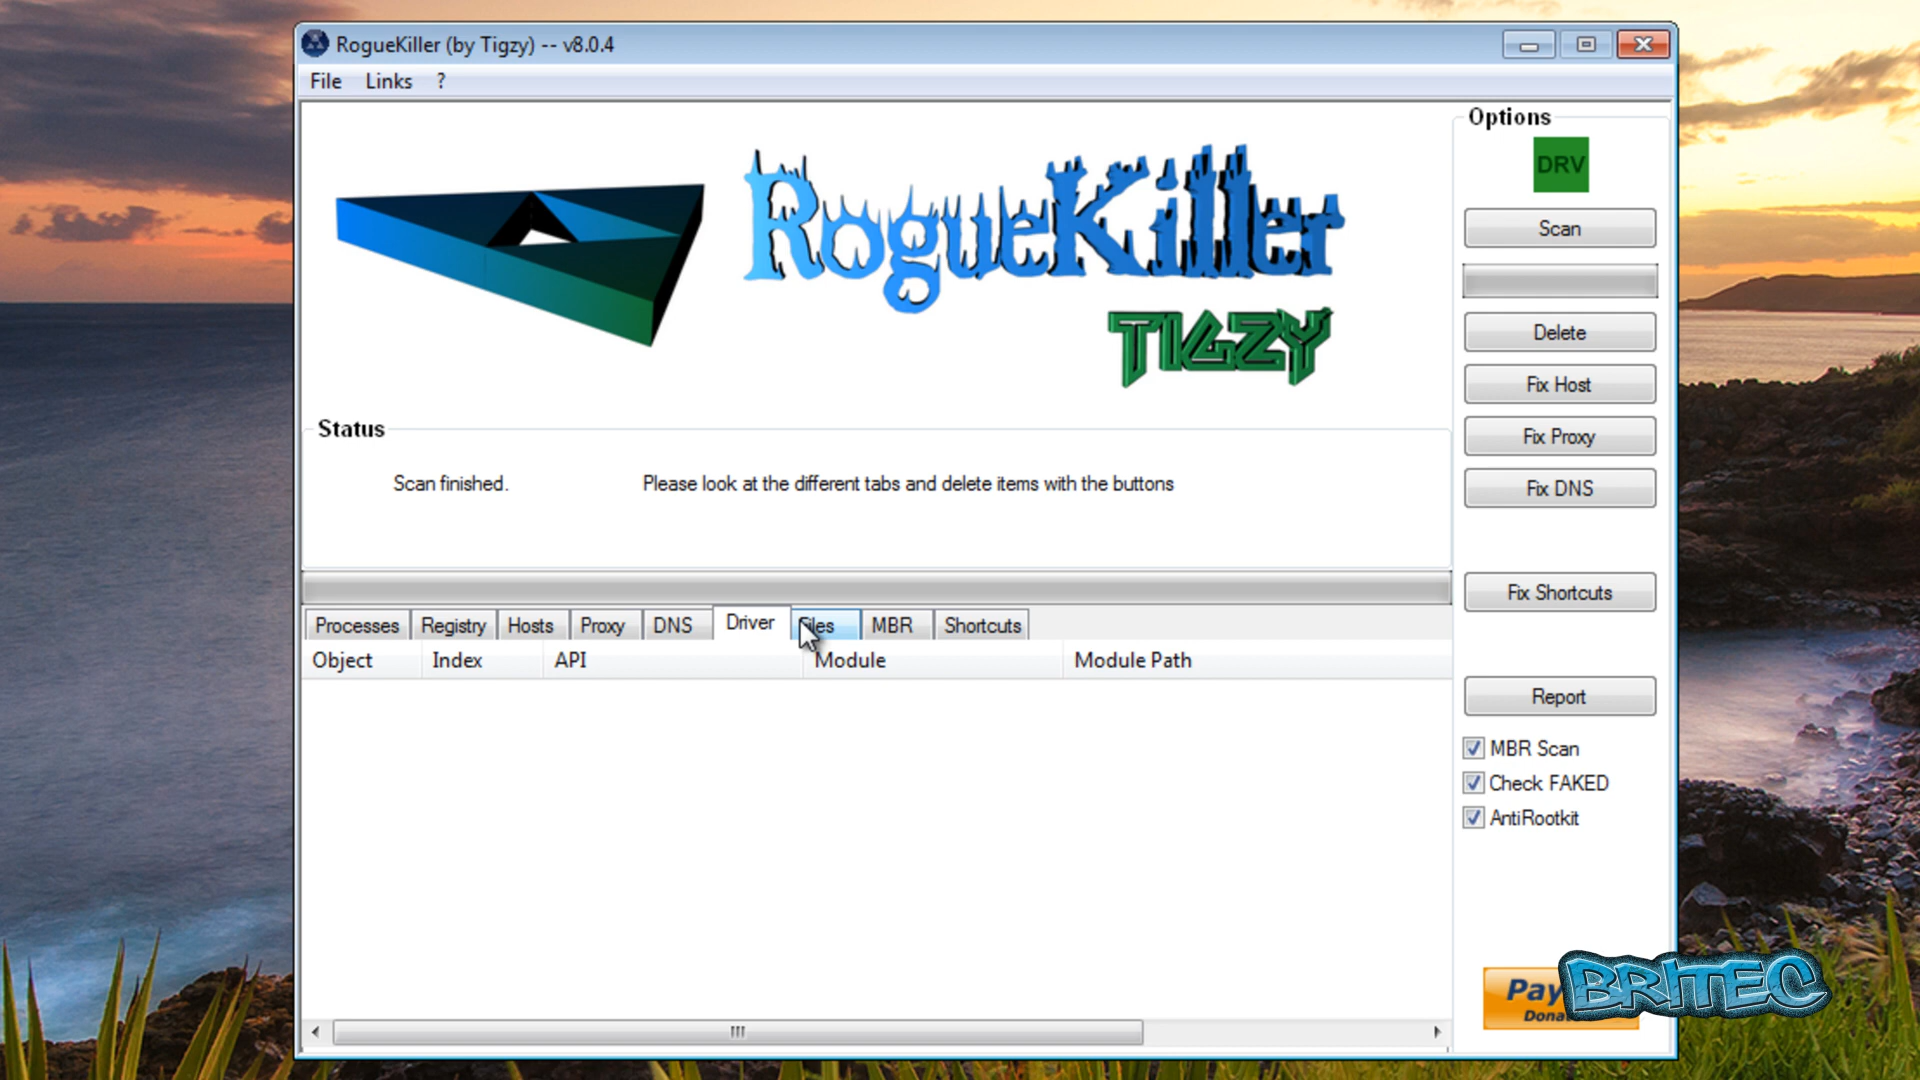 RogueKiller (by Tigzy) -- v8.0.4
File Links ?
RogueKiller
TIGZY
Options
DRV
Scan
Delete
Fix Host
Fix Proxy
Fix DNS
Fix Shortcuts
Report
MBR Scan
Check FAKED
AntiRootkit
Status
Scan finished. Please look at the different tabs and delete items with the buttons
Processes Registry Hosts Proxy DNS Driver Files MBR Shortcuts
Object Index API Module Module Path
Pay
BRITEC